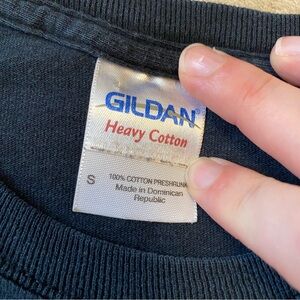 GILDAN
Heavy Cotton
S
100% COTTON PRESHRUNK
Made in Dominican
Republic